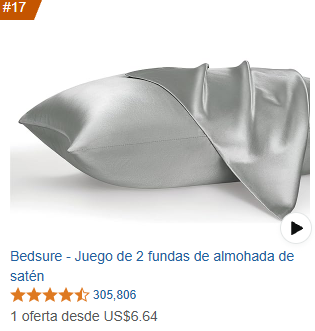 #17
Bedsure - Juego de 2 fundas de almohada de
satén
305,806
1 oferta desde US$6.64